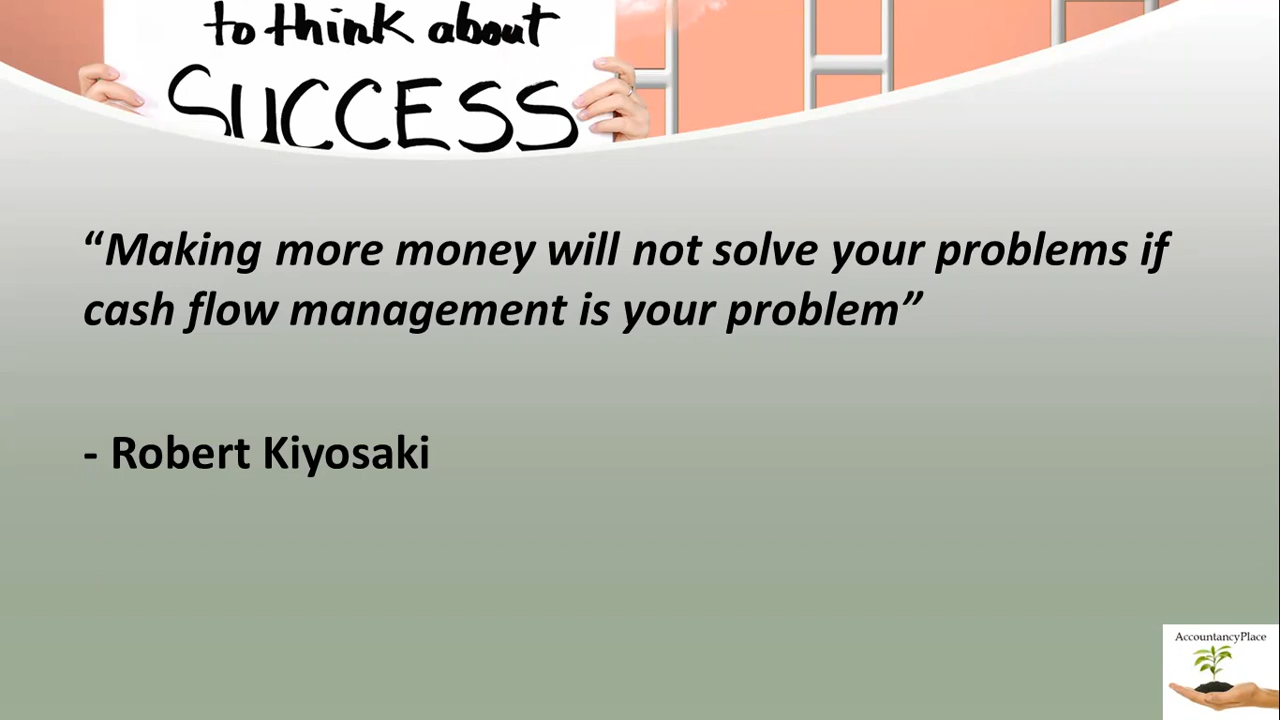 to think about
SUCCESS
“Making more money will not solve your problems if
cash flow management is your problem”
- Robert Kiyosaki
AccountancyPlace